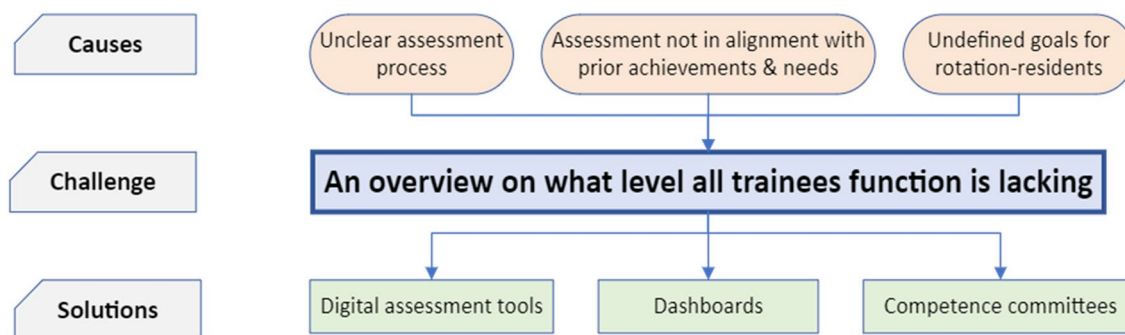 Causes
Unclear assessment
process
Assessment not in alignment with
prior achievements & needs
Undefined goals for
rotation-residents
Challenge
An overview on what level all trainees function is lacking
Solutions
Digital assessment tools
Dashboards
Competence committees